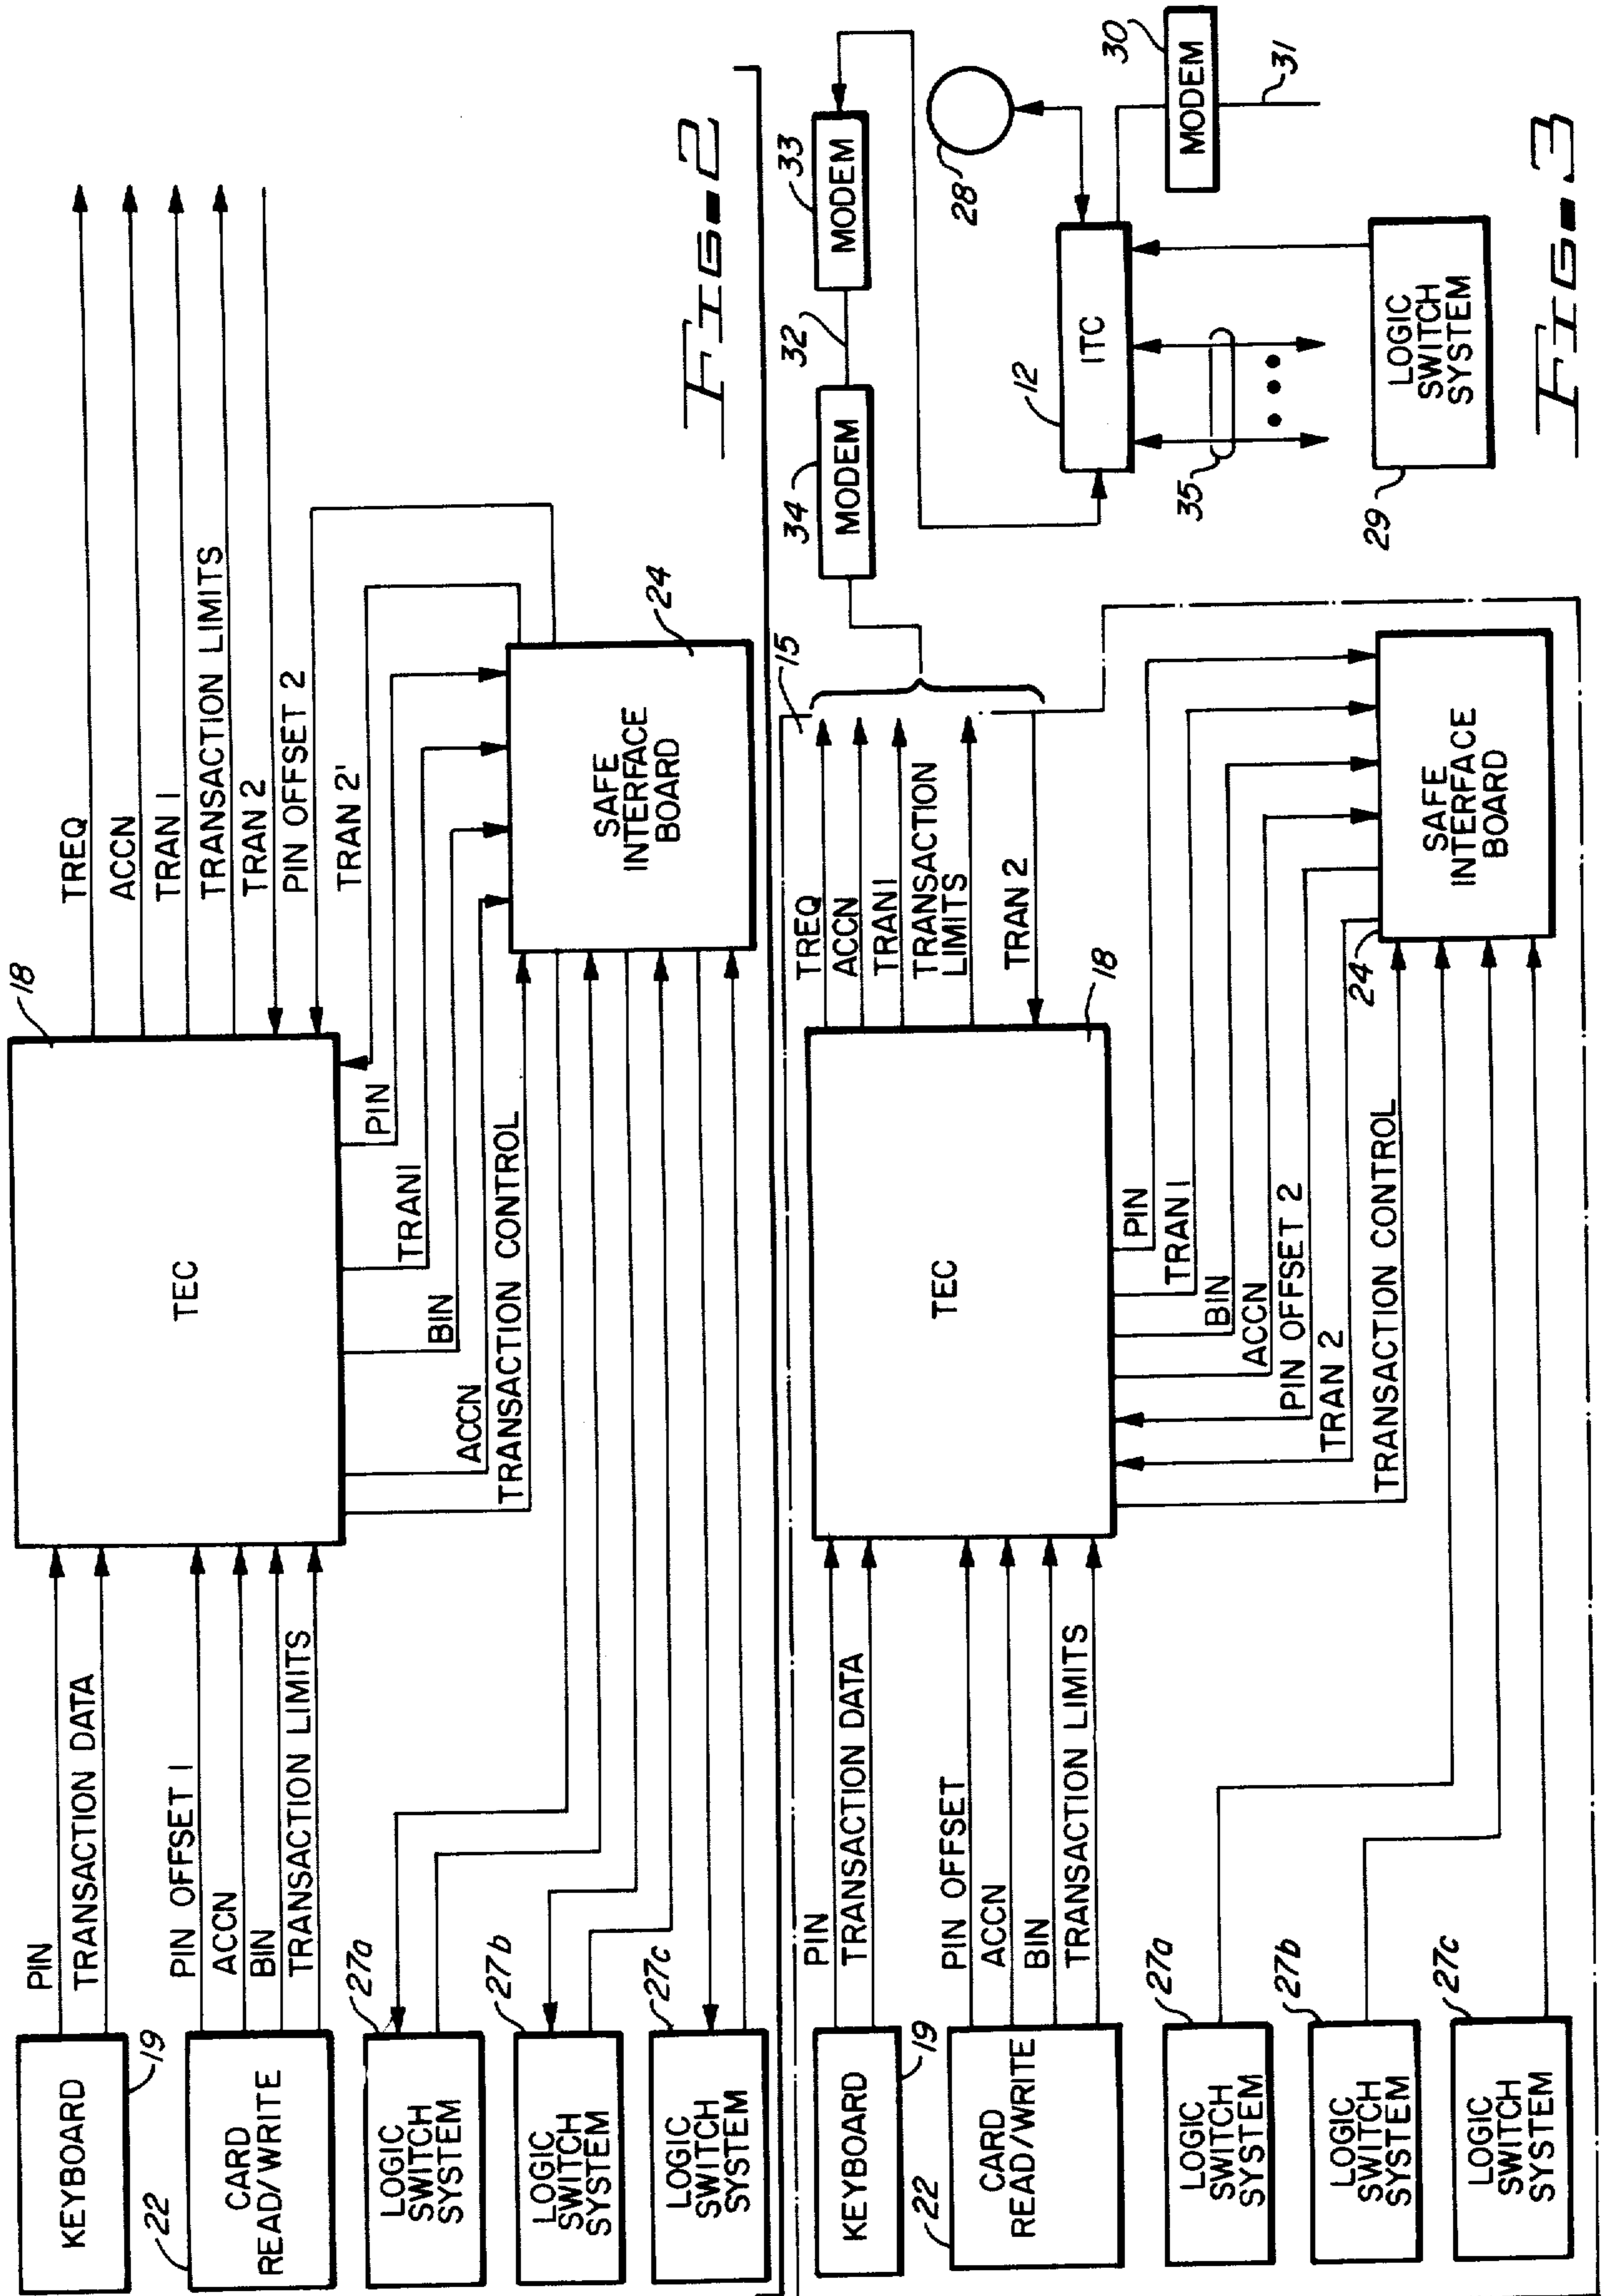 KEYBOARD
19
CARD
READ/WRITE
22
LOGIC
SWITCH
SYSTEM
27a
LOGIC
SWITCH
SYSTEM
27b
LOGIC
SWITCH
SYSTEM
27c
PIN
TRANSACTION DATA
PIN OFFSET 1
ACCN
BIN
TRANSACTION LIMITS
TEC
18
PIN
TRAN1
BIN
ACCN
TRANSACTION CONTROL
TREQ
ACCN
TRAN 1
TRANSACTION LIMITS
TRAN 2
PIN OFFSET 2
TRAN 2'
SAFE
INTERFACE
BOARD
24
FIG-2
KEYBOARD
19
CARD
READ/WRITE
22
LOGIC
SWITCH
SYSTEM
27a
LOGIC
SWITCH
SYSTEM
27b
LOGIC
SWITCH
SYSTEM
27c
PIN
TRANSACTION DATA
PIN OFFSET
ACCN
BIN
TRANSACTION LIMITS
TEC
18
PIN
TRAN 1
BIN
ACCN
PIN OFFSET 2
TRAN 2
TRANSACTION CONTROL
TREQ
ACCN
TRAN 1
TRANSACTION
LIMITS
TRAN 2
15
SAFE
INTERFACE
BOARD
24
MODEM
34
32
MODEM
33
28
ITC
12
MODEM
30
31
35
LOGIC
SWITCH
SYSTEM
29
FIG-3